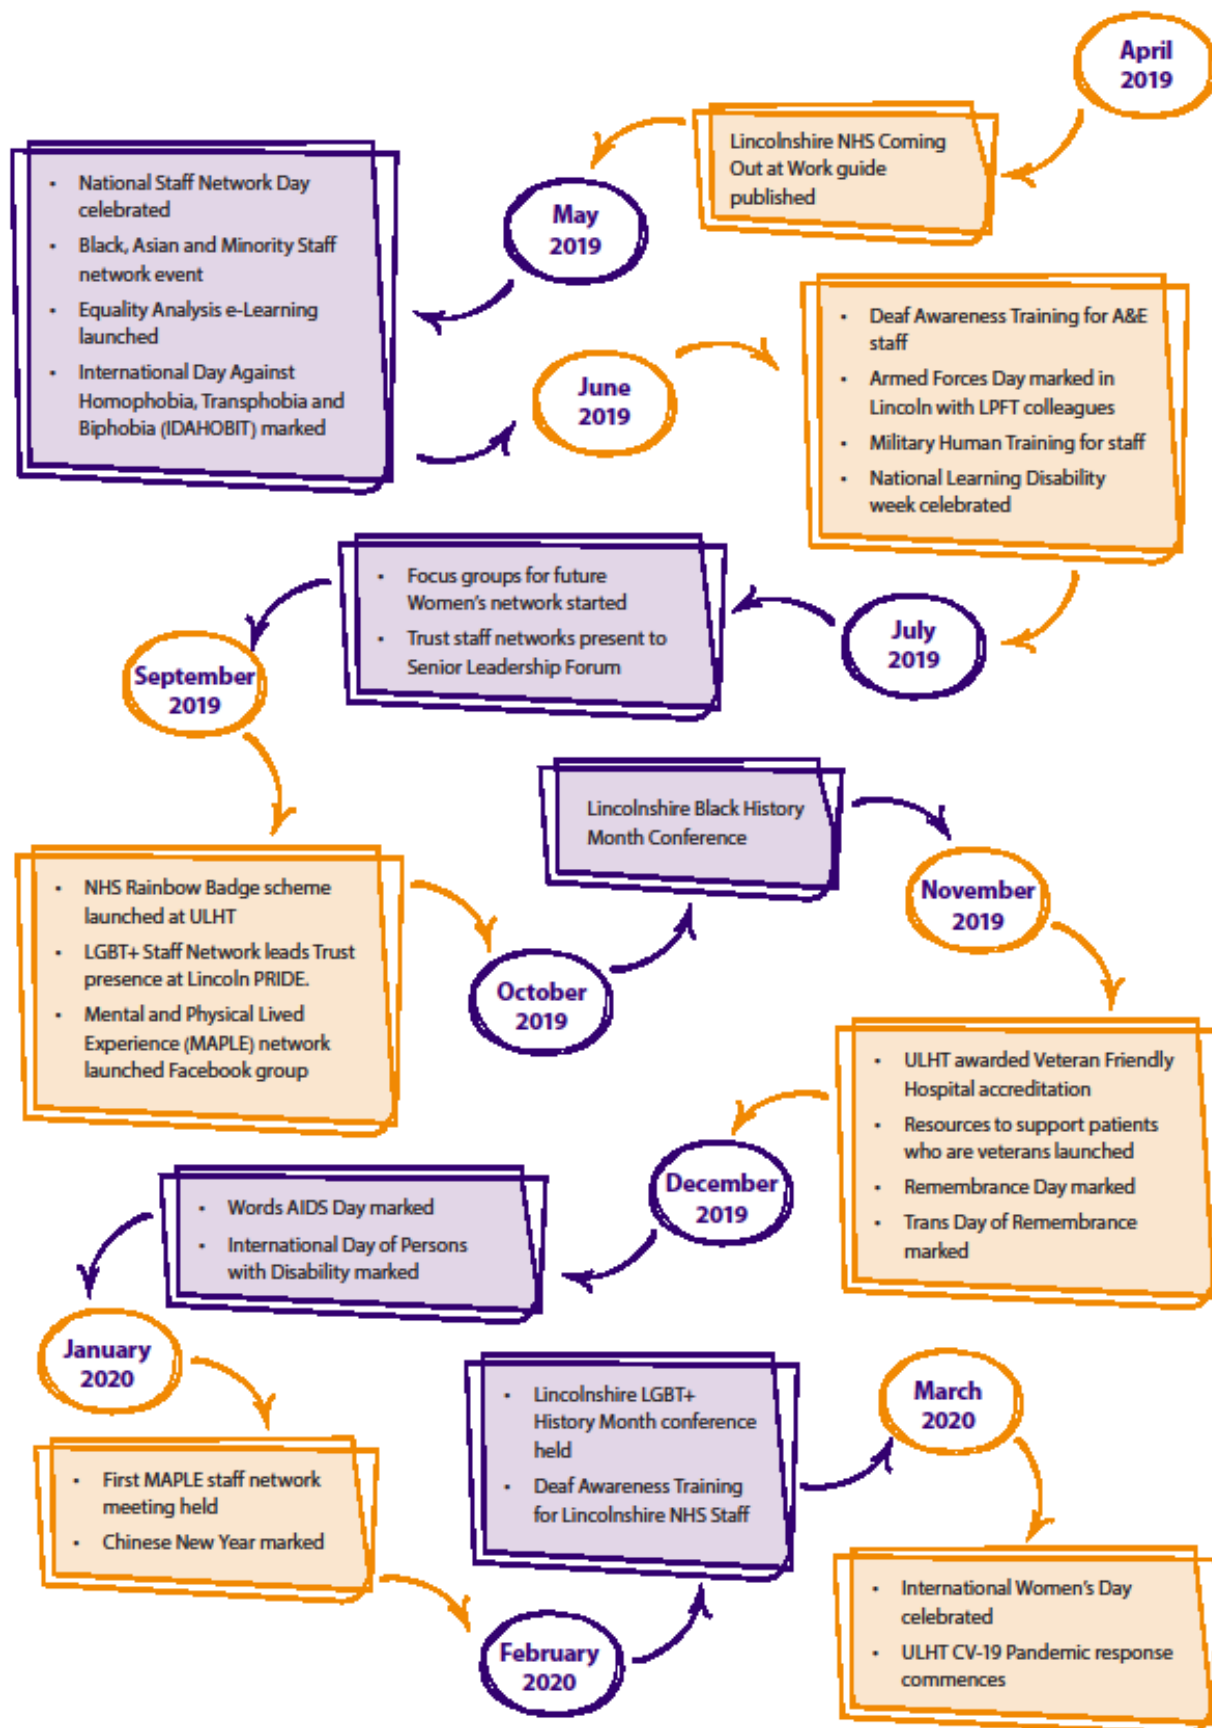 April
2019
Lincolnshire NHS Coming
Out at Work guide
published
May
2019
• National Staff Network Day
celebrated
• Black, Asian and Minority Staff
network event
• Equality Analysis e-Learning
launched
• International Day Against
Homophobia, Transphobia and
Biphobia (IDAHOBIT) marked
June
2019
• Deaf Awareness Training for A&E
staff
• Armed Forces Day marked in
Lincoln with LPFT colleagues
• Military Human Training for staff
• National Learning Disability
week celebrated
July
2019
• Focus groups for future
Women's network started
• Trust staff networks present to
Senior Leadership Forum
September
2019
• NHS Rainbow Badge scheme
launched at ULHT
• LGBT+ Staff Network leads Trust
presence at Lincoln PRIDE.
• Mental and Physical Lived
Experience (MAPLE) network
launched Facebook group
October
2019
Lincolnshire Black History
Month Conference
November
2019
• ULHT awarded Veteran Friendly
Hospital accreditation
• Resources to support patients
who are veterans launched
• Remembrance Day marked
• Trans Day of Remembrance
marked
December
2019
• Words AIDS Day marked
• International Day of Persons
with Disability marked
January
2020
• First MAPLE staff network
meeting held
• Chinese New Year marked
February
2020
• Lincolnshire LGBT+
History Month conference
held
• Deaf Awareness Training
for Lincolnshire NHS Staff
March
2020
• International Women's Day
celebrated
• ULHT CV-19 Pandemic response
commences